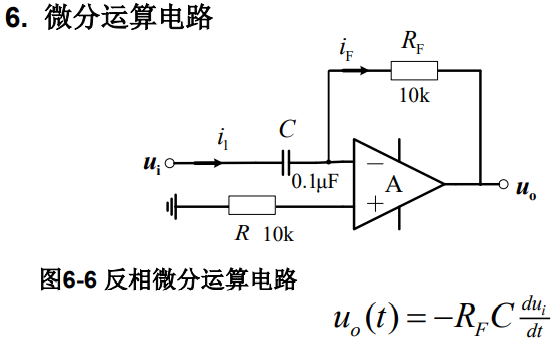 6. 微分运算电路
i_F R_F
10k
i_1 C
u_i
0.1μF
− A
+
u_o
R 10k
图6-6 反相微分运算电路
u_o(t) = −R_F C du_i/dt